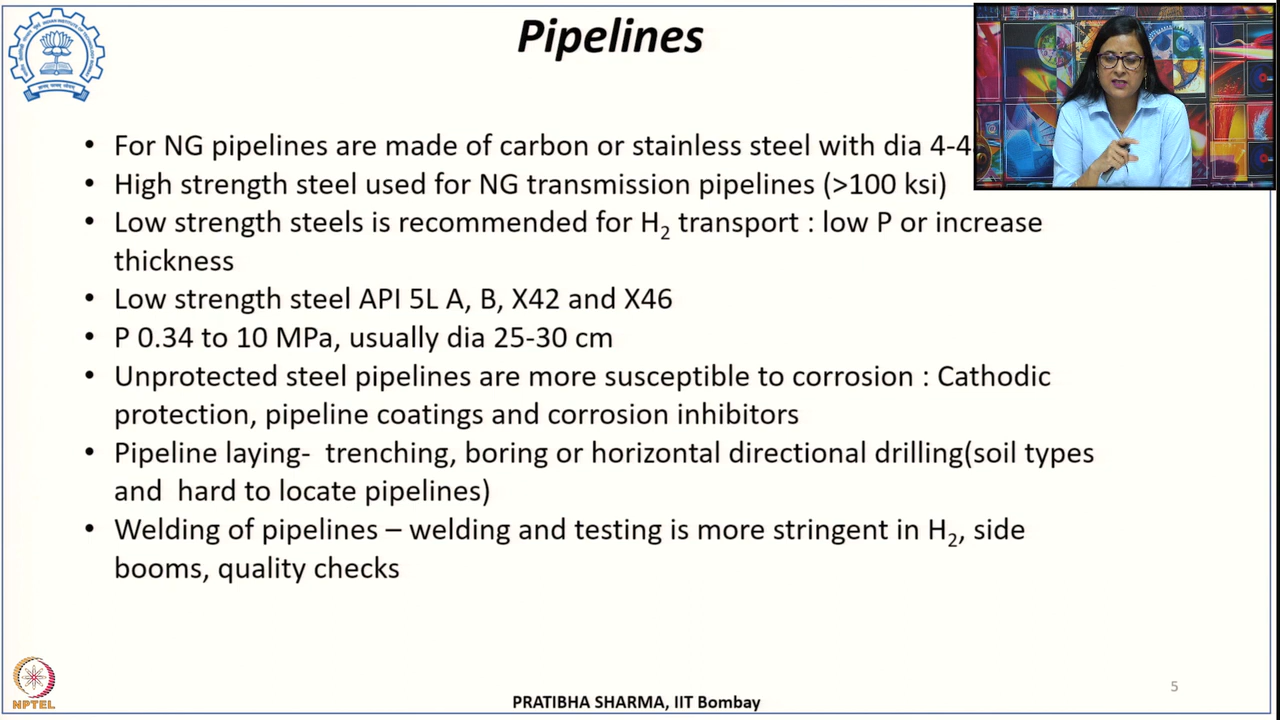 Pipelines
• For NG pipelines are made of carbon or stainless steel with dia 4-4
• High strength steel used for NG transmission pipelines (>100 ksi)
• Low strength steels is recommended for H₂ transport : low P or increase
thickness
• Low strength steel API 5L A, B, X42 and X46
• P 0.34 to 10 MPa, usually dia 25-30 cm
• Unprotected steel pipelines are more susceptible to corrosion : Cathodic
protection, pipeline coatings and corrosion inhibitors
• Pipeline laying-  trenching, boring or horizontal directional drilling(soil types
and  hard to locate pipelines)
• Welding of pipelines – welding and testing is more stringent in H₂, side
booms, quality checks
5
NPTEL
PRATIBHA SHARMA, IIT Bombay